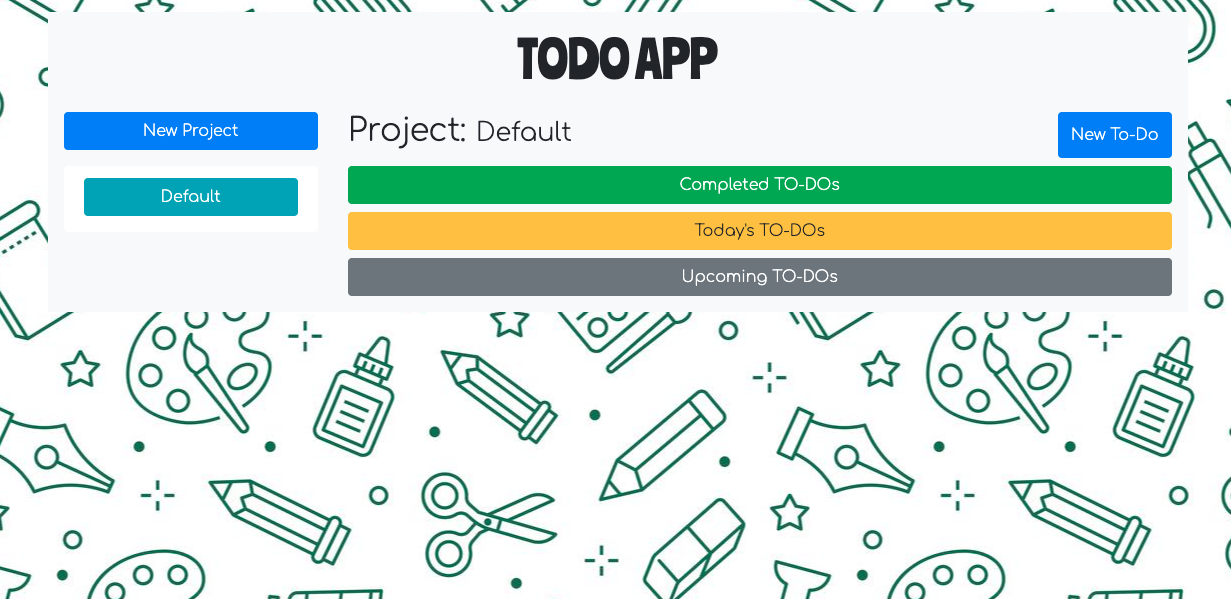 TODO APP
New Project
Default
Project: Default
New To-Do
Completed TO-DOs
Today's TO-DOs
Upcoming TO-DOs